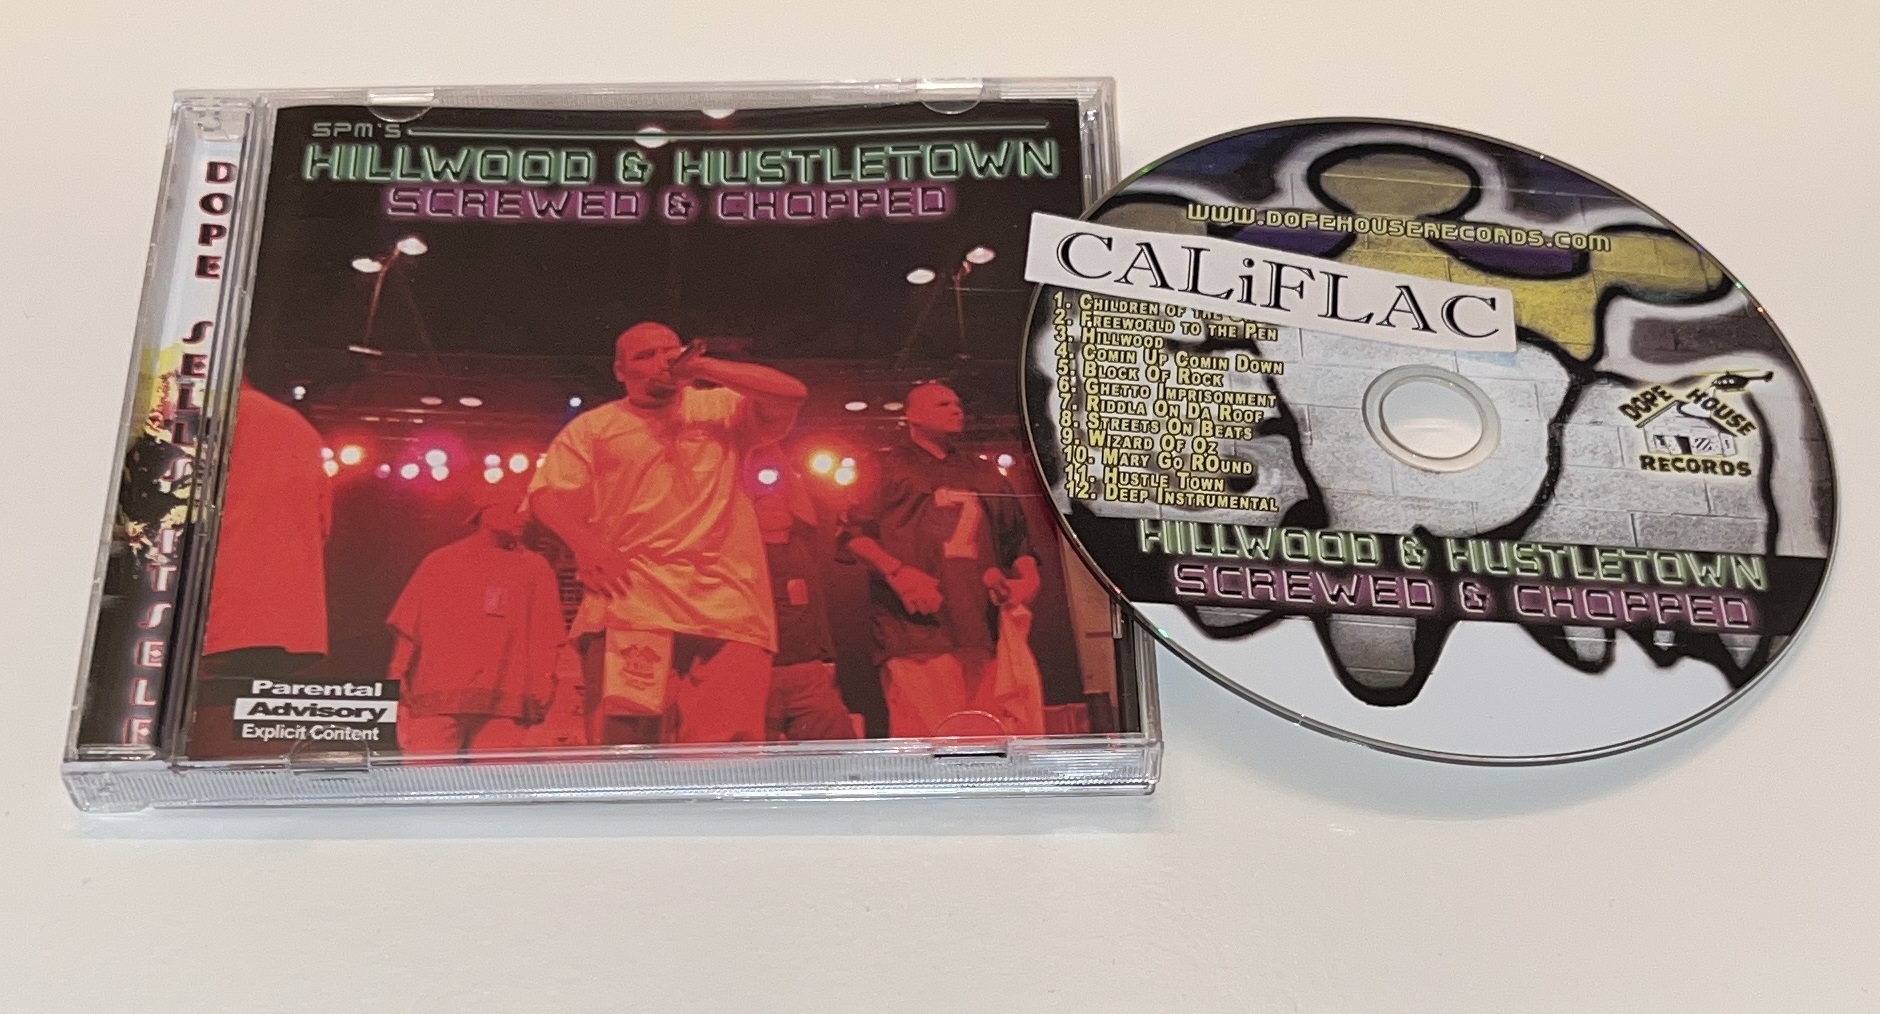 SPM'S
HILLWOOD & HUSTLETOWN
SCREWED & CHOPPED
DOPE SELLS ITSELF
7
Parental
Advisory
Explicit Content
WWW.DOPEHOUSERECORDS.COM
CALiFLAC
1. CHILDREN OF THE
2. FREEWORLD TO THE PEN
3. HILLWOOD
4. COMIN UP COMIN DOWN
5. BLOCK OF ROCK
6. GHETTO IMPRISONMENT
7. RIDDLA ON DA ROOF
8. STREETS ON BEATS
9. WIZARD OF OZ
10. MARY GO ROUND
11. HUSTLE TOWN
12. DEEP INSTRUMENTAL
DOPE HOUSE
RECORDS
HILLWOOD & HUSTLETOWN
SCREWED & CHOPPED